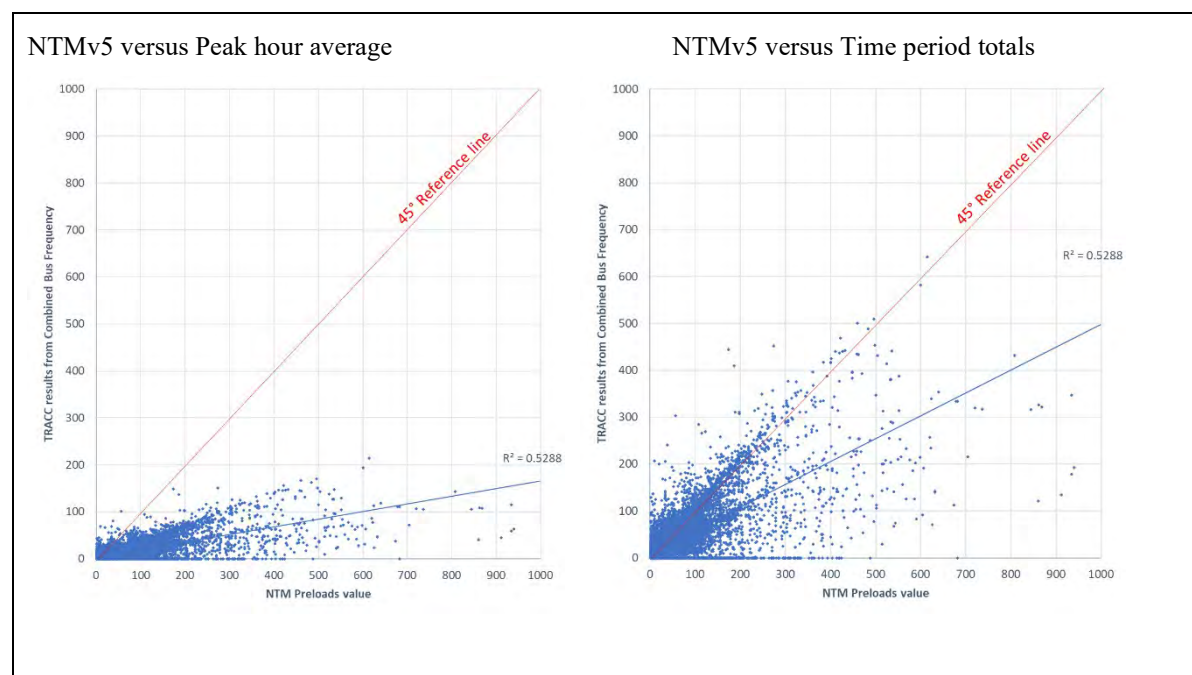 NTMv5 versus Peak hour average
NTMv5 versus Time period totals
1000
900
800
700
600
500
400
300
200
100
0
TRACC results from Combined Bus Frequency
45° Reference line
R² = 0.5288
0 100 200 300 400 500 600 700 800 900 1000
NTM Preloads value
1000
900
800
700
600
500
400
300
200
100
0
TRACC results from Combined Bus Frequency
45° Reference line
R² = 0.5288
0 100 200 300 400 500 600 700 800 900 1000
NTM Preloads value